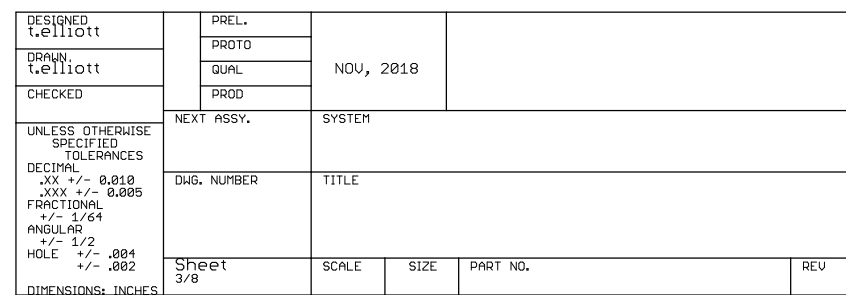 DESIGNED
t.elliott
DRAWN.
t.elliott
CHECKED
PREL.
PROTO
QUAL
PROD
NOV, 2018
UNLESS OTHERWISE
SPECIFIED
TOLERANCES
DECIMAL
.XX +/- 0.010
.XXX +/- 0.005
FRACTIONAL
+/- 1/64
ANGULAR
+/- 1/2
HOLE +/- .004
+/- .002
DIMENSIONS: INCHES
NEXT ASSY.
SYSTEM
DWG. NUMBER
TITLE
Sheet
3/8
SCALE
SIZE
PART NO.
REV